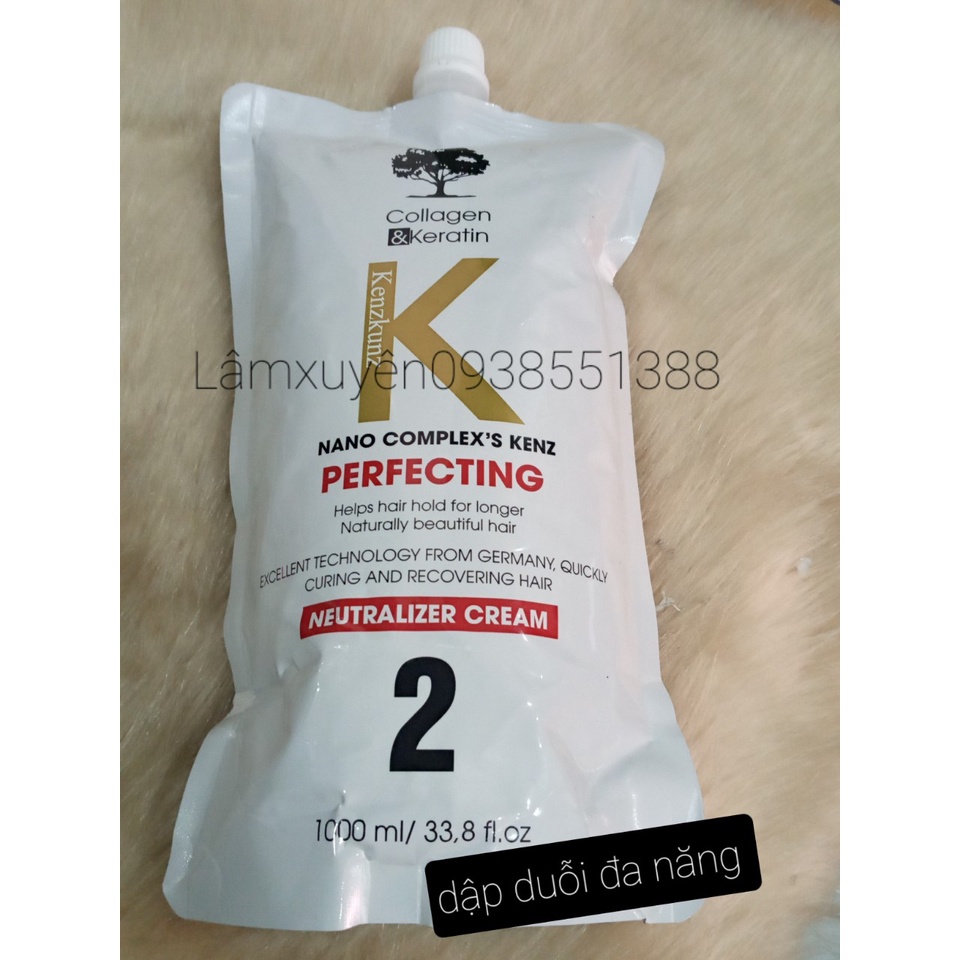 Collagen
&Keratin
Kenzkunz
K
Lâmxuyên0938551388
NANO COMPLEX'S KENZ
PERFECTING
Helps hair hold for longer
Naturally beautiful hair
EXCELLENT TECHNOLOGY FROM GERMANY, QUICKLY
CURING AND RECOVERING HAIR
NEUTRALIZER CREAM
2
1000 ml/ 33,8 fl.oz
dập duỗi đa năng